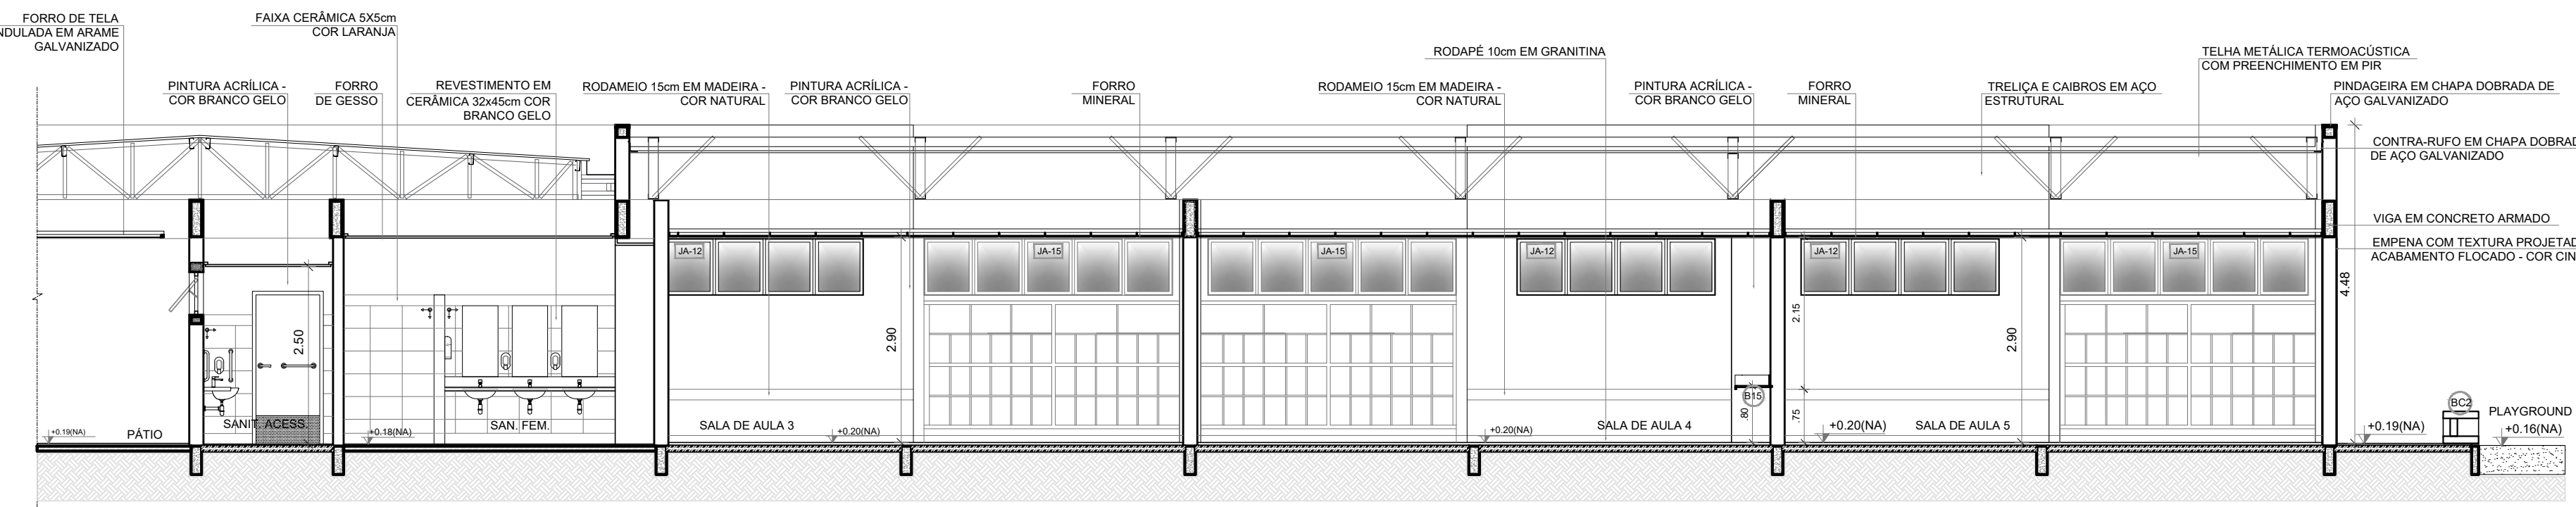 FORRO DE TELA
NDULADA EM ARAME
GALVANIZADO
FAIXA CERÂMICA 5X5cm
COR LARANJA
PINTURA ACRÍLICA -
COR BRANCO GELO
FORRO
DE GESSO
REVESTIMENTO EM
CERÂMICA 32x45cm COR
BRANCO GELO
RODAMEIO 15cm EM MADEIRA -
COR NATURAL
PINTURA ACRÍLICA -
COR BRANCO GELO
FORRO
MINERAL
RODAPÉ 10cm EM GRANITINA
RODAMEIO 15cm EM MADEIRA -
COR NATURAL
PINTURA ACRÍLICA -
COR BRANCO GELO
FORRO
MINERAL
TELHA METÁLICA TERMOACÚSTICA
COM PREENCHIMENTO EM PIR
TRELIÇA E CAIBROS EM AÇO
ESTRUTURAL
PINDAGEIRA EM CHAPA DOBRADA DE
AÇO GALVANIZADO
CONTRA-RUFO EM CHAPA DOBRAD
DE AÇO GALVANIZADO
VIGA EM CONCRETO ARMADO
EMPENA COM TEXTURA PROJETAD
ACABAMENTO FLOCADO - COR CIN
JA-12
JA-15
JA-15
JA-12
JA-12
JA-15
2.50
2.90
2.15
2.90
4.48
.80
.75
B15
BC2
+0.19(NA)
PÁTIO
SANIT. ACESS.
+0.18(NA)
SAN. FEM.
SALA DE AULA 3
+0.20(NA)
+0.20(NA)
SALA DE AULA 4
+0.20(NA)
SALA DE AULA 5
+0.19(NA)
PLAYGROUND
+0.16(NA)